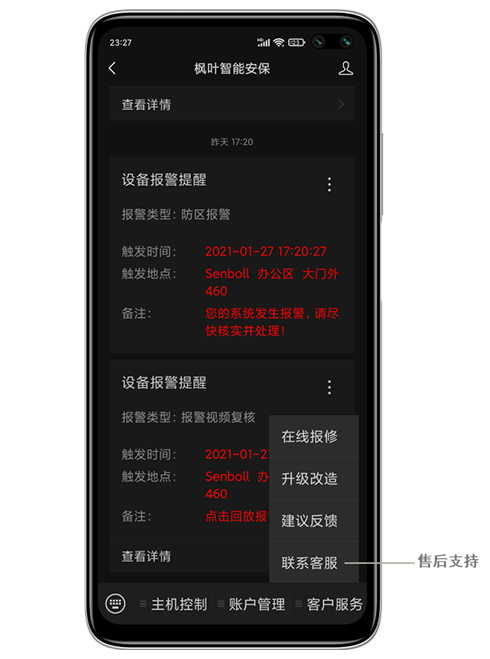 23:27
枫叶智能安保
查看详情
昨天 17:20
设备报警提醒
报警类型: 防区报警
触发时间: 2021-01-27 17:20:27
触发地点: Senboll 办公区 大门外
460
备注: 您的系统发生报警, 请尽
快核实并处理!
设备报警提醒
报警类型: 报警视频复核
触发时间: 2021-01-2
触发地点: Senboll 办
460
备注: 点击回放报
查看详情
在线报修
升级改造
建议反馈
联系客服
售后支持
主机控制 账户管理 客户服务